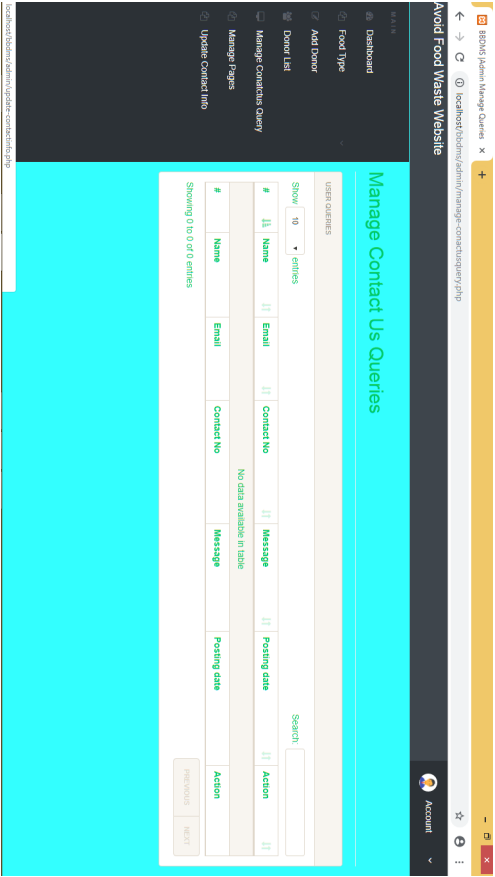 BBDMS |Admin Manage Queries
localhost/bbdms/admin/manage-conactusquery.php
Avoid Food Waste Website
Account
MAIN
Dashboard
Food Type
Add Donor
Donor List
Manage Conatctus Query
Manage Pages
Update Contact Info
Manage Contact Us Queries
USER QUERIES
Show 10 entries
Search:
# Name Email Contact No Message Posting date Action
No data available in table
# Name Email Contact No Message Posting date Action
Showing 0 to 0 of 0 entries
PREVIOUS NEXT
localhost/bbdms/admin/update-contactinfo.php